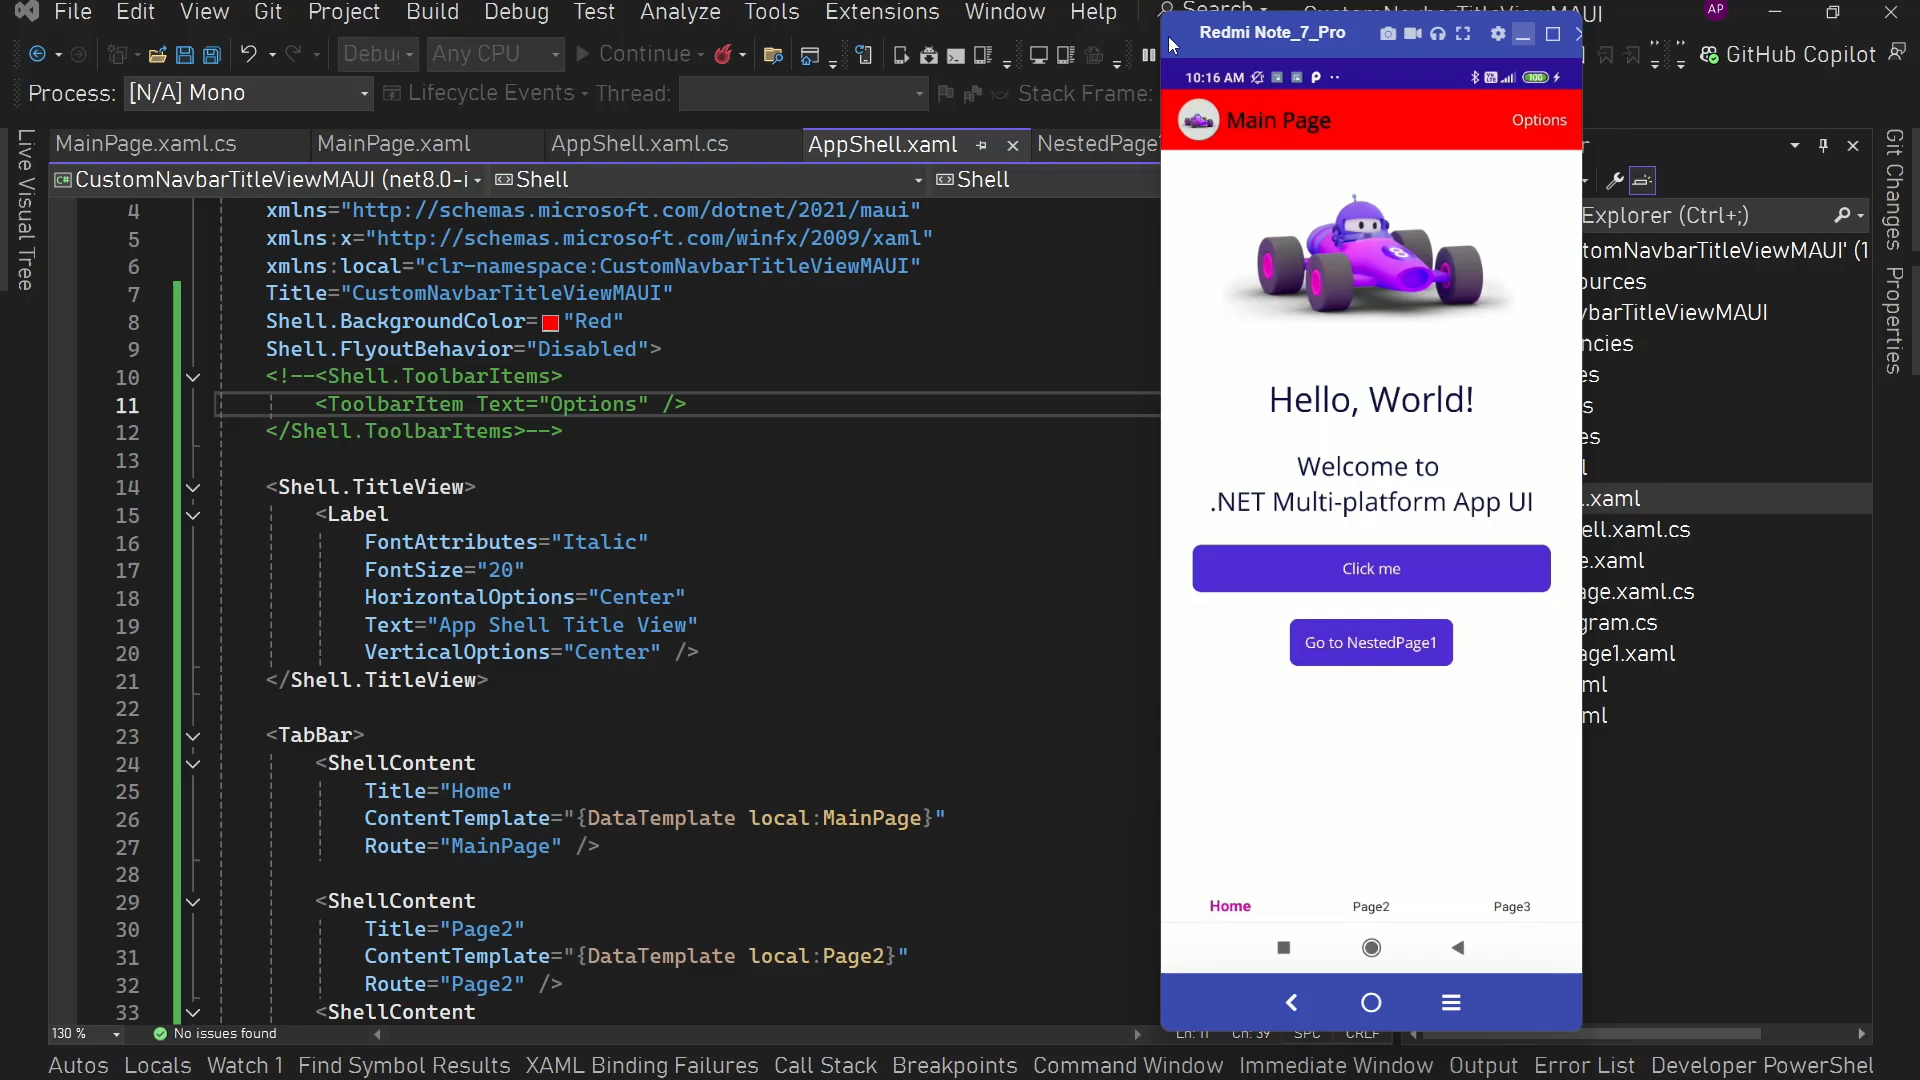 File Edit View Git Project Build Debug Test Analyze Tools Extensions Window Help
AP
Continue
Any CPU
GitHub Copilot
Process: [N/A] Mono Lifecycle Events Thread: Stack Frame:
Live Visual Tree
MainPage.xaml.cs MainPage.xaml AppShell.xaml.cs AppShell.xaml
CustomNavbarTitleViewMAUI (net8.0-i Shell Shell
4 xmlns="http://schemas.microsoft.com/dotnet/2021/maui"
5 xmlns:x="http://schemas.microsoft.com/winfx/2009/xaml"
6 xmlns:local="clr-namespace:CustomNavbarTitleViewMAUI"
7 Title="CustomNavbarTitleViewMAUI"
8 Shell.BackgroundColor="Red"
9 Shell.FlyoutBehavior="Disabled">
10 <!--<Shell.ToolbarItems>
11 <ToolbarItem Text="Options" />
12 </Shell.ToolbarItems>-->
13
14 <Shell.TitleView>
15 <Label
16 FontAttributes="Italic"
17 FontSize="20"
18 HorizontalOptions="Center"
19 Text="App Shell Title View"
20 VerticalOptions="Center" />
21 </Shell.TitleView>
22
23 <TabBar>
24 <ShellContent
25 Title="Home"
26 ContentTemplate="{DataTemplate local:MainPage}"
27 Route="MainPage" />
28
29 <ShellContent
30 Title="Page2"
31 ContentTemplate="{DataTemplate local:Page2}"
32 Route="Page2" />
33 <ShellContent
130 % No issues found
Redmi Note_7_Pro
10:16 AM
100
Main Page Options
Hello, World!
Welcome to
.NET Multi-platform App UI
Click me
Go to NestedPage1
Home Page2 Page3
Explorer (Ctrl+;)
Git Changes
Properties
Autos Locals Watch 1 Find Symbol Results XAML Binding Failures Call Stack Breakpoints Command Window Immediate Window Output Error List Developer PowerShel